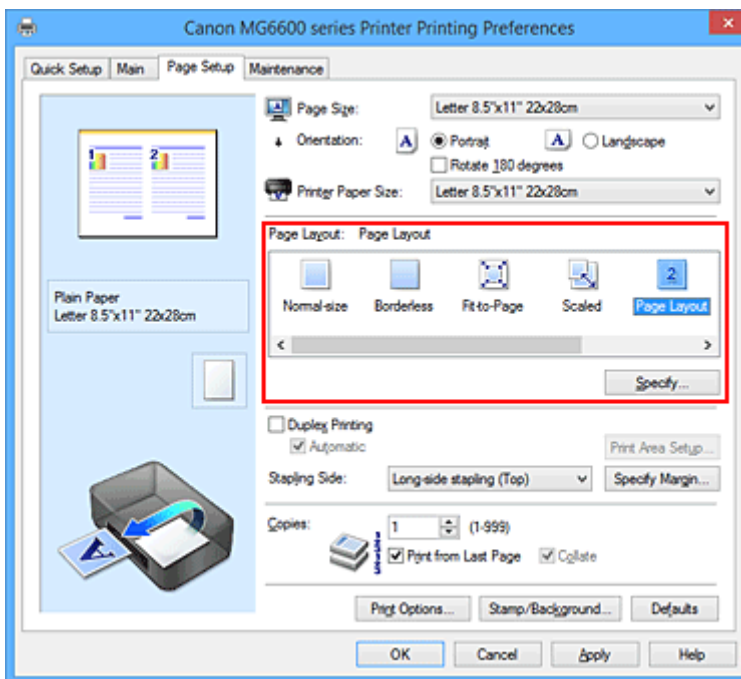 Canon MG6600 series Printer Printing Preferences
Quick Setup Main Page Setup Maintenance
1 2
Plain Paper
Letter 8.5"x11" 22x28cm
Page Size: Letter 8.5"x11" 22x28cm
Orientation: A Portrait A Landscape
Rotate 180 degrees
Printer Paper Size: Letter 8.5"x11" 22x28cm
Page Layout: Page Layout
2
Normal-size Borderless Fit-to-Page Scaled Page Layout
Specify...
Duplex Printing
Automatic Print Area Setup...
Stapling Side: Long-side stapling (Top) Specify Margin...
Copies: 1 (1-999)
Print from Last Page Collate
A
Print Options... Stamp/Background... Defaults
OK Cancel Apply Help